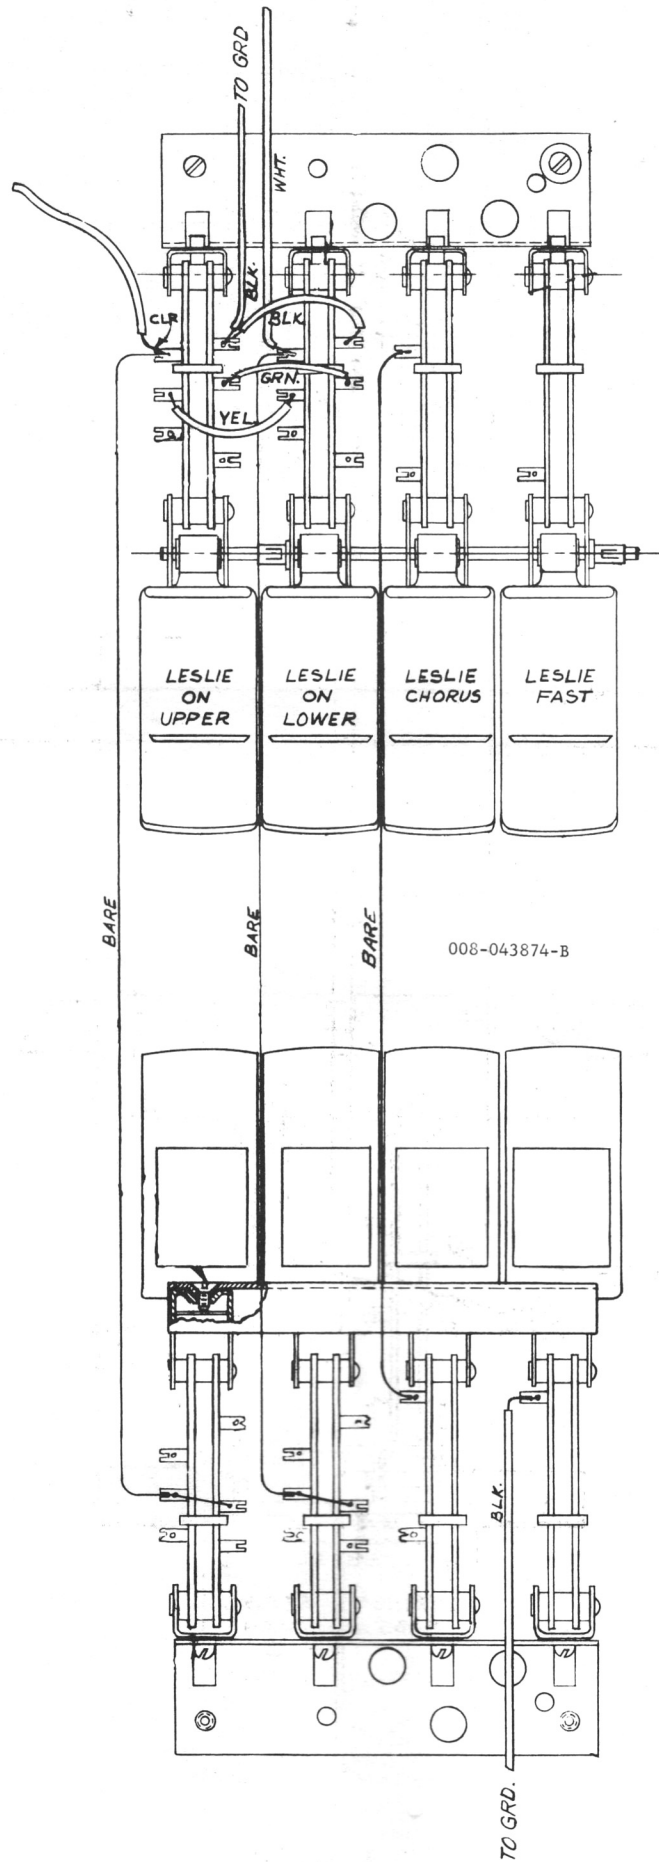 TO GRD
WHT.
BLK.
CLR
BLK.
GRN.
YEL.
LESLIE
ON
UPPER
LESLIE
ON
LOWER
LESLIE
CHORUS
LESLIE
FAST
BARE
BARE
BARE
008-043874-B
BLK.
TO GRD.